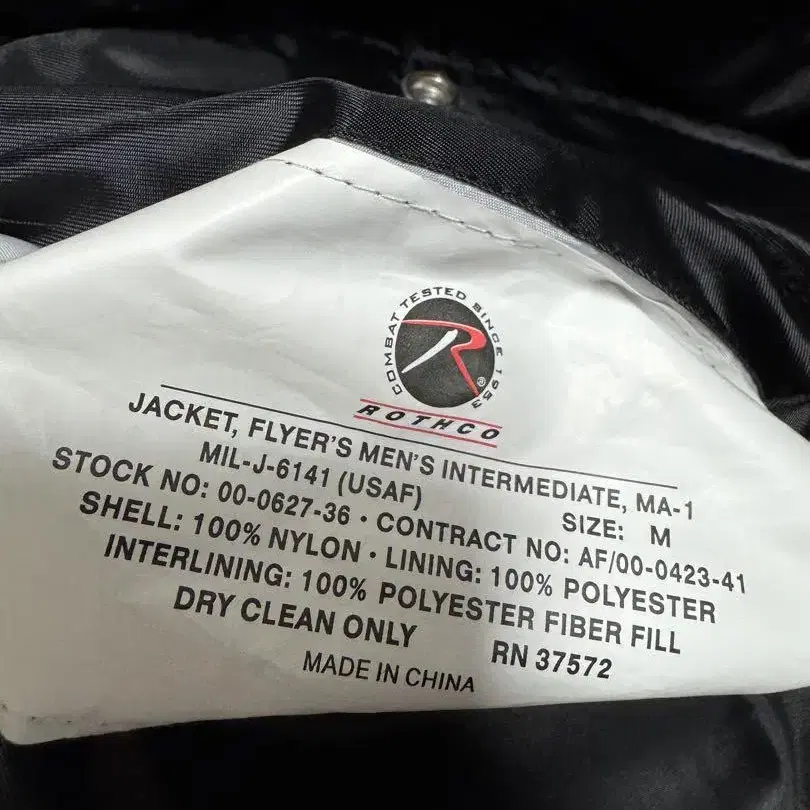 COMBAT TESTED SINCE 1953
®
ROTHCO
JACKET, FLYER'S MEN'S INTERMEDIATE, MA-1
MIL-J-6141 (USAF) SIZE: M
STOCK NO: 00-0627-36 · CONTRACT NO: AF/00-0423-41
SHELL: 100% NYLON · LINING: 100% POLYESTER
INTERLINING: 100% POLYESTER FIBER FILL
DRY CLEAN ONLY RN 37572
MADE IN CHINA